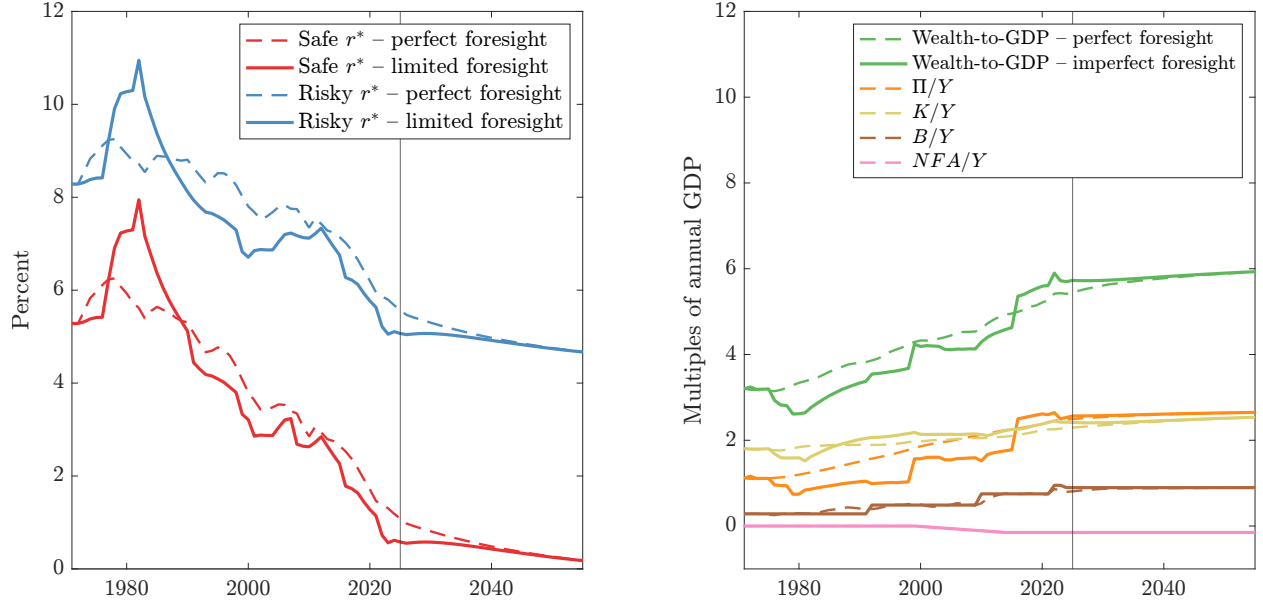 12
10
8
6
4
2
0
Percent
1980
2000
2020
2040
Safe r* – perfect foresight
Safe r* – limited foresight
Risky r* – perfect foresight
Risky r* – limited foresight
12
10
8
6
4
2
0
Multiples of annual GDP
1980
2000
2020
2040
Wealth-to-GDP – perfect foresight
Wealth-to-GDP – imperfect foresight
Π/Y
K/Y
B/Y
NFA/Y